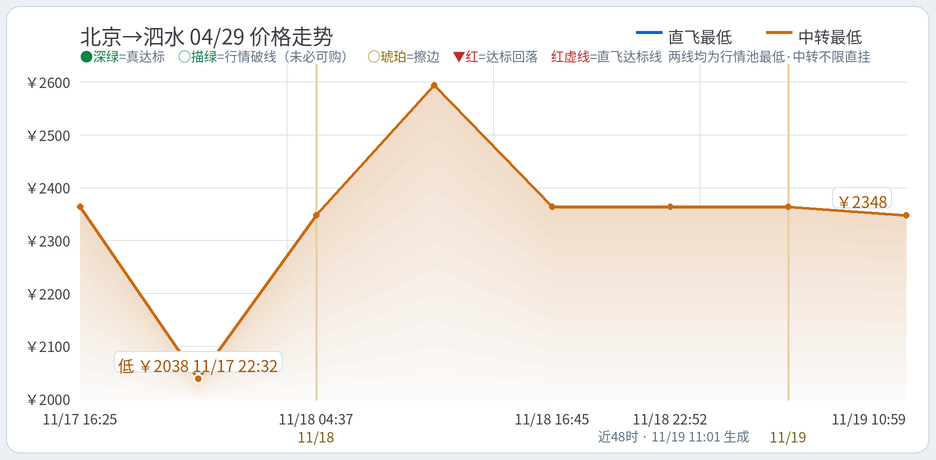 北京→泗水 04/29 价格走势
直飞最低 中转最低
●深绿=真达标 ○描绿=行情破线（未必可购） ○琥珀=擦边 ▼红=达标回落 红虚线=直飞达标线 两线均为行情池最低·中转不限直挂
￥2600
￥2500
￥2400
￥2300
￥2200
￥2100
￥2000
￥2348
低 ￥2038 11/17 22:32
11/17 16:25 11/18 04:37 11/18 16:45 11/18 22:52 11/19 10:59
11/18 近48时 · 11/19 11:01 生成 11/19